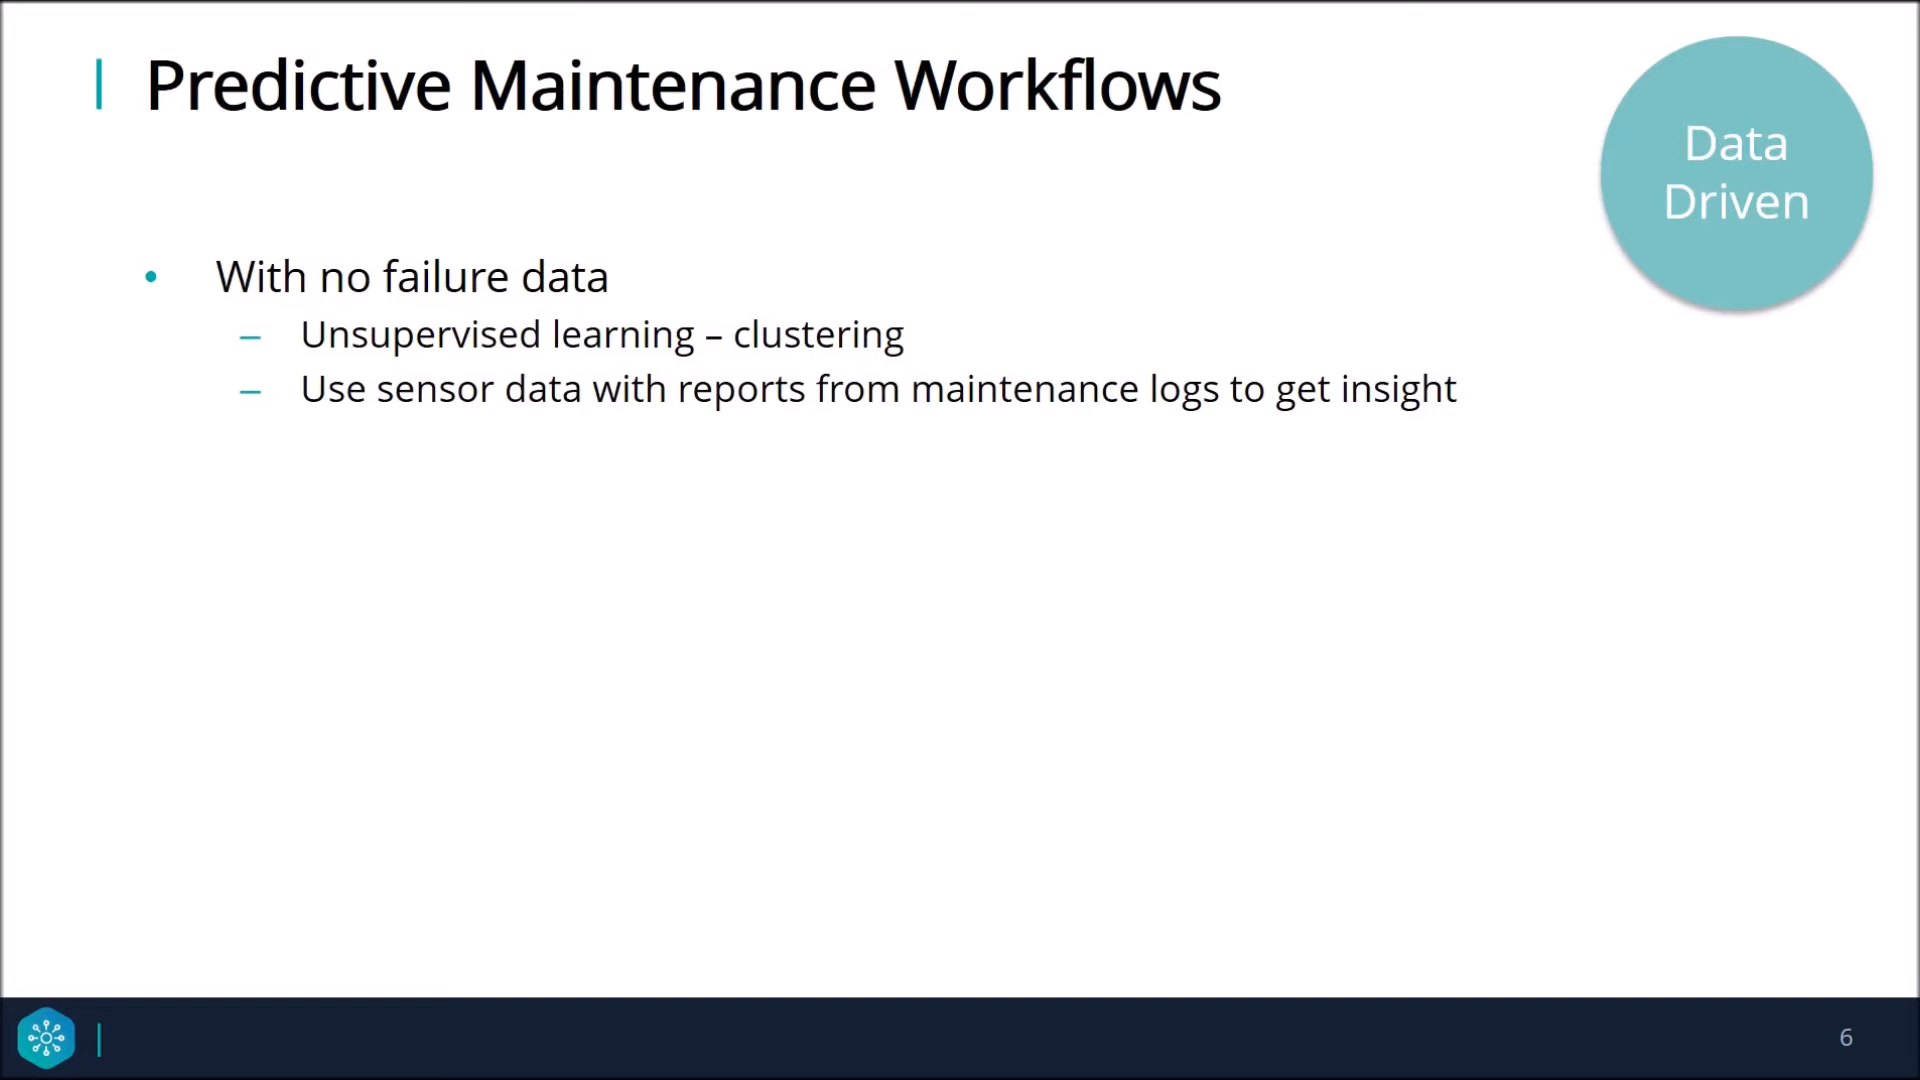 Predictive Maintenance Workflows
Data
Driven
• With no failure data
– Unsupervised learning – clustering
– Use sensor data with reports from maintenance logs to get insight
6